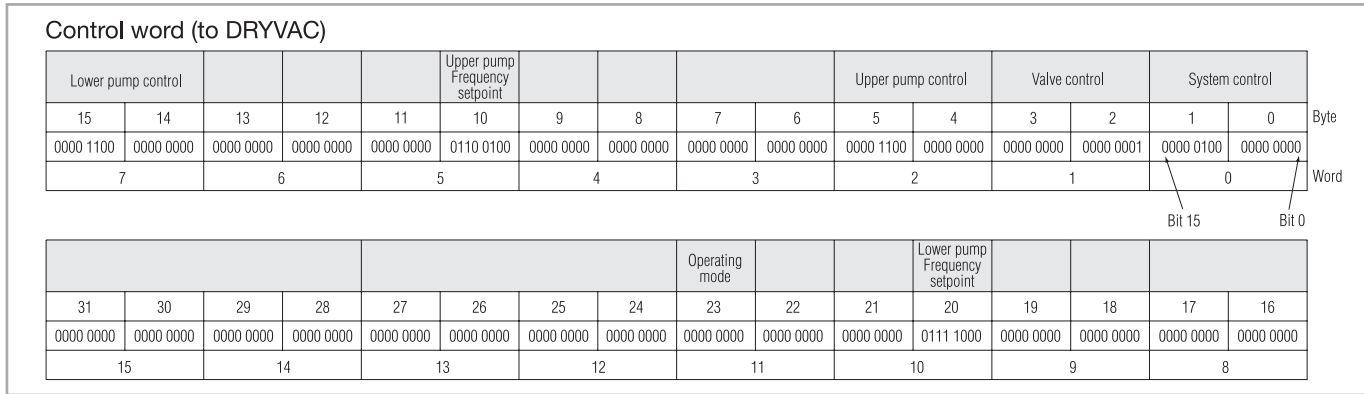 Control word (to DRYVAC)
Lower pump control Upper pump Frequency setpoint Upper pump control Valve control System control
15 14 13 12 11 10 9 8 7 6 5 4 3 2 1 0 Byte
0000 1100 0000 0000 0000 0000 0000 0000 0000 0000 0110 0100 0000 0000 0000 0000 0000 0000 0000 0000 0000 1100 0000 0000 0000 0000 0000 0001 0000 0100 0000 0000
7 6 5 4 3 2 1 0 Word
Bit 15 Bit 0
Operating mode Lower pump Frequency setpoint
31 30 29 28 27 26 25 24 23 22 21 20 19 18 17 16
0000 0000 0000 0000 0000 0000 0000 0000 0000 0000 0000 0000 0000 0000 0000 0000 0000 0000 0000 0000 0000 0000 0111 1000 0000 0000 0000 0000 0000 0000 0000 0000
15 14 13 12 11 10 9 8